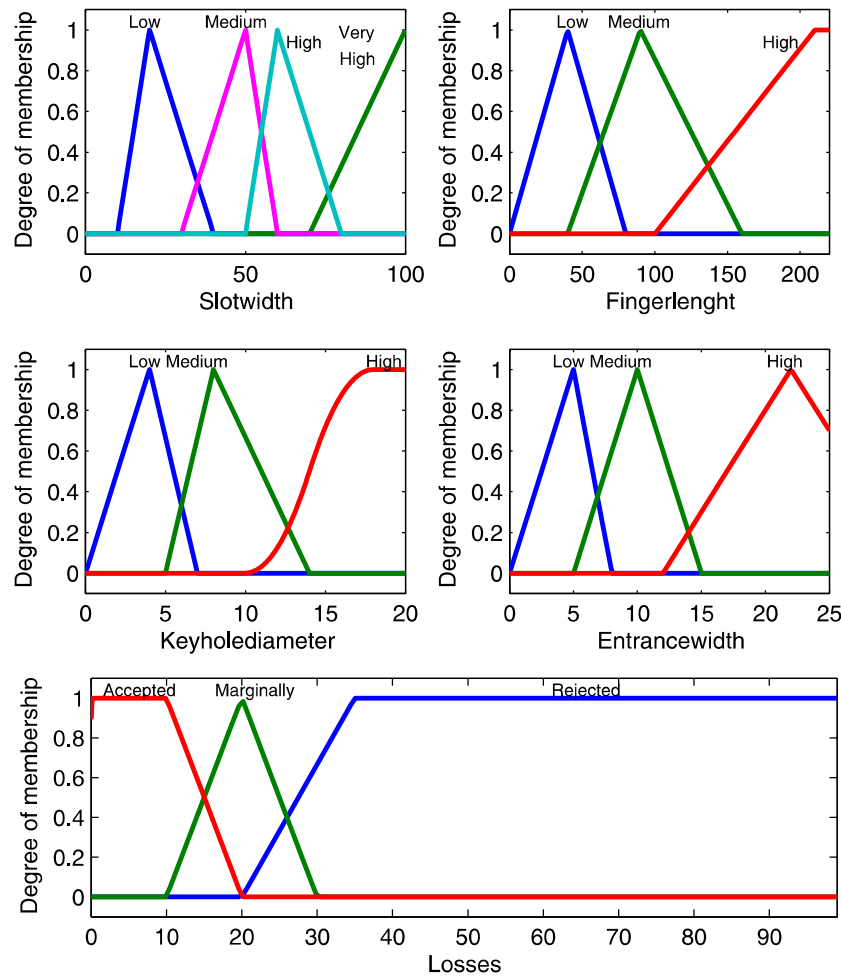 Low Medium High Very High
Degree of membership
1
0.8
0.6
0.4
0.2
0
0 50 100
Slotwidth
Low Medium High
Degree of membership
1
0.8
0.6
0.4
0.2
0
0 50 100 150 200
Fingerlenght
Low Medium High
Degree of membership
1
0.8
0.6
0.4
0.2
0
0 5 10 15 20
Keyholediameter
Low Medium High
Degree of membership
1
0.8
0.6
0.4
0.2
0
0 5 10 15 20 25
Entrancewidth
Accepted Marginally Rejected
Degree of membership
1
0.8
0.6
0.4
0.2
0
0 10 20 30 40 50 60 70 80 90
Losses